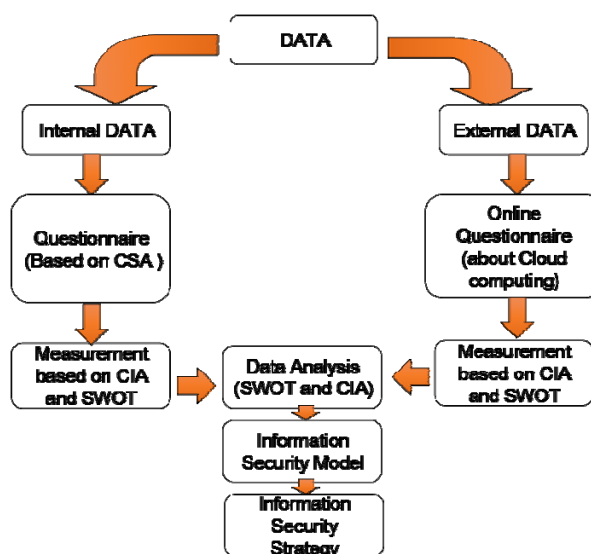 DATA
Internal DATA
External DATA
Questionnaire
(Based on CSA )
Online
Questionnaire
(about Cloud
computing)
Measurement
based on CIA
and SWOT
Data Analysis
(SWOT and CIA)
Measurement
based on CIA
and SWOT
Information
Security Model
Information
Security
Strategy